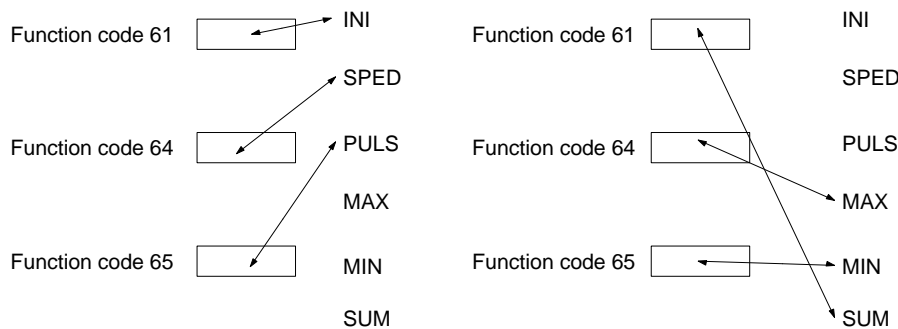 INI
Function code 61
SPED
Function code 64
PULS
MAX
Function code 65
MIN
SUM
INI
Function code 61
SPED
Function code 64
PULS
MAX
Function code 65
MIN
SUM